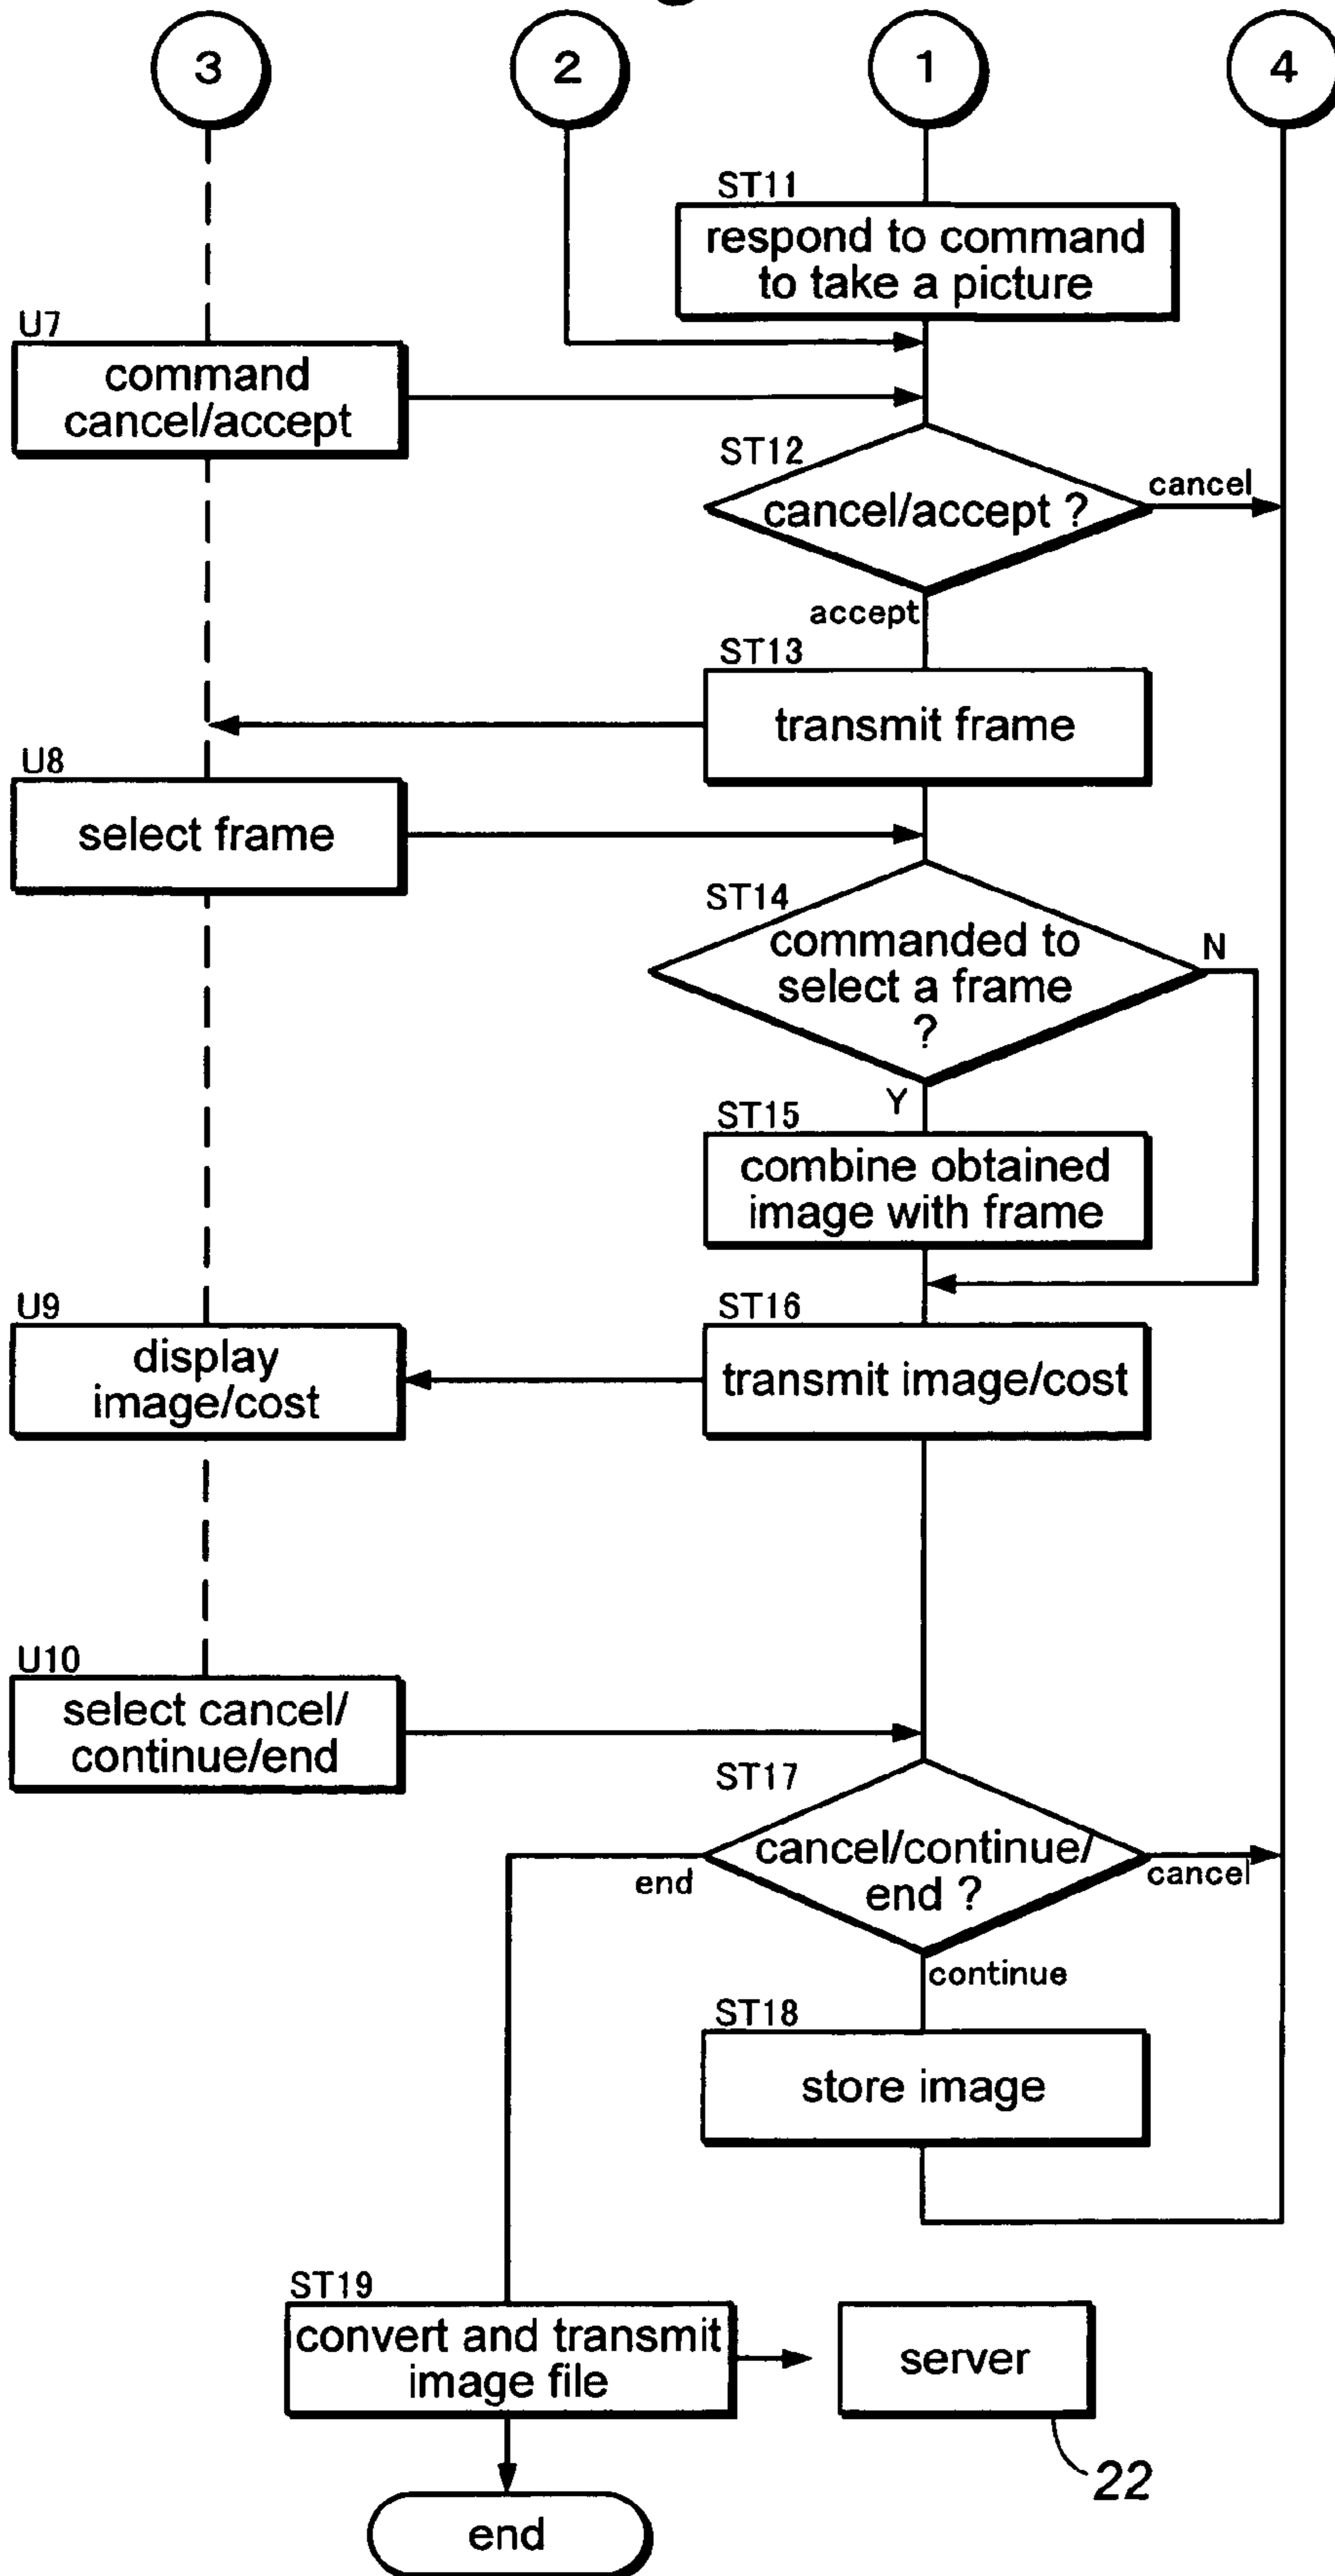 3
2
1
4
ST11
respond to command
to take a picture
U7
command
cancel/accept
ST12
cancel/accept ?
cancel
accept
ST13
transmit frame
U8
select frame
ST14
commanded to
select a frame
?
N
Y
ST15
combine obtained
image with frame
U9
display
image/cost
ST16
transmit image/cost
U10
select cancel/
continue/end
ST17
cancel/continue/
end ?
end
cancel
continue
ST18
store image
ST19
convert and transmit
image file
server
22
end